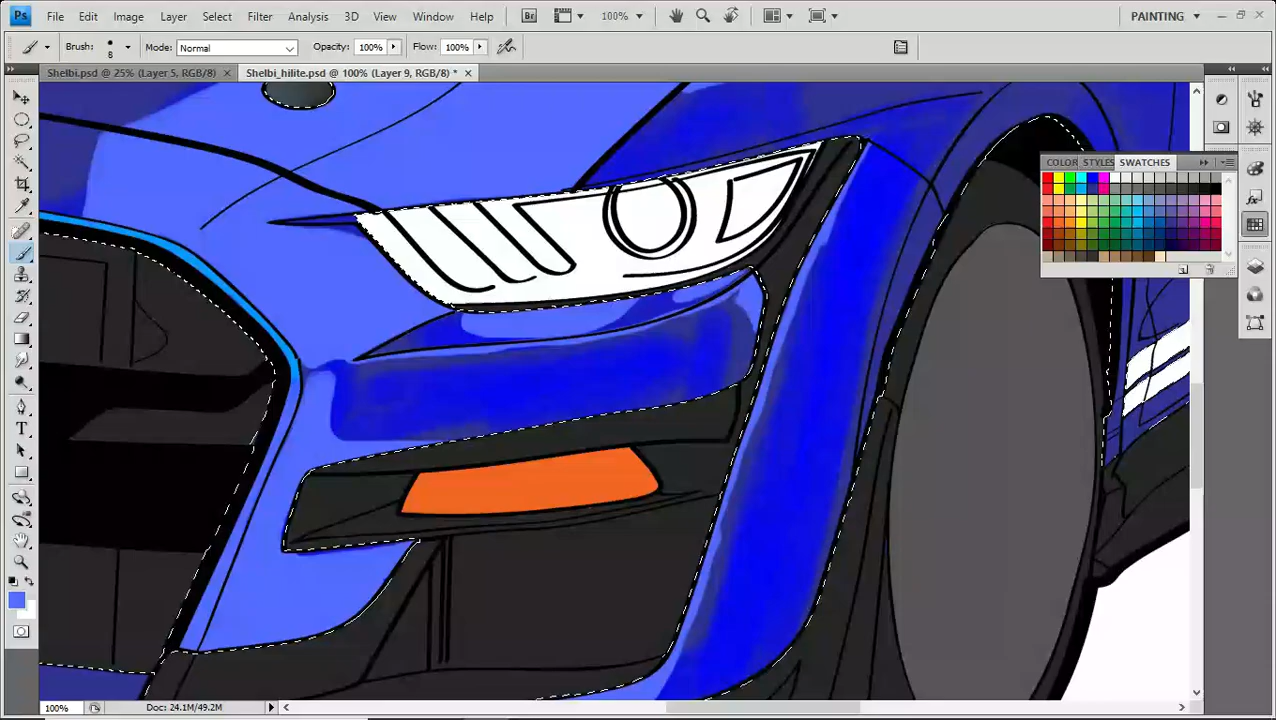 Ps File Edit Image Layer Select Filter Analysis 3D View Window Help Br 100% PAINTING
Brush: 8 Mode: Normal Opacity: 100% Flow: 100%
Shelbi.psd @ 25% (Layer 5, RGB/8) Shelbi_hilite.psd @ 100% (Layer 9, RGB/8) *
COLOR STYLES SWATCHES
T
100% Doc: 24.1M/49.2M